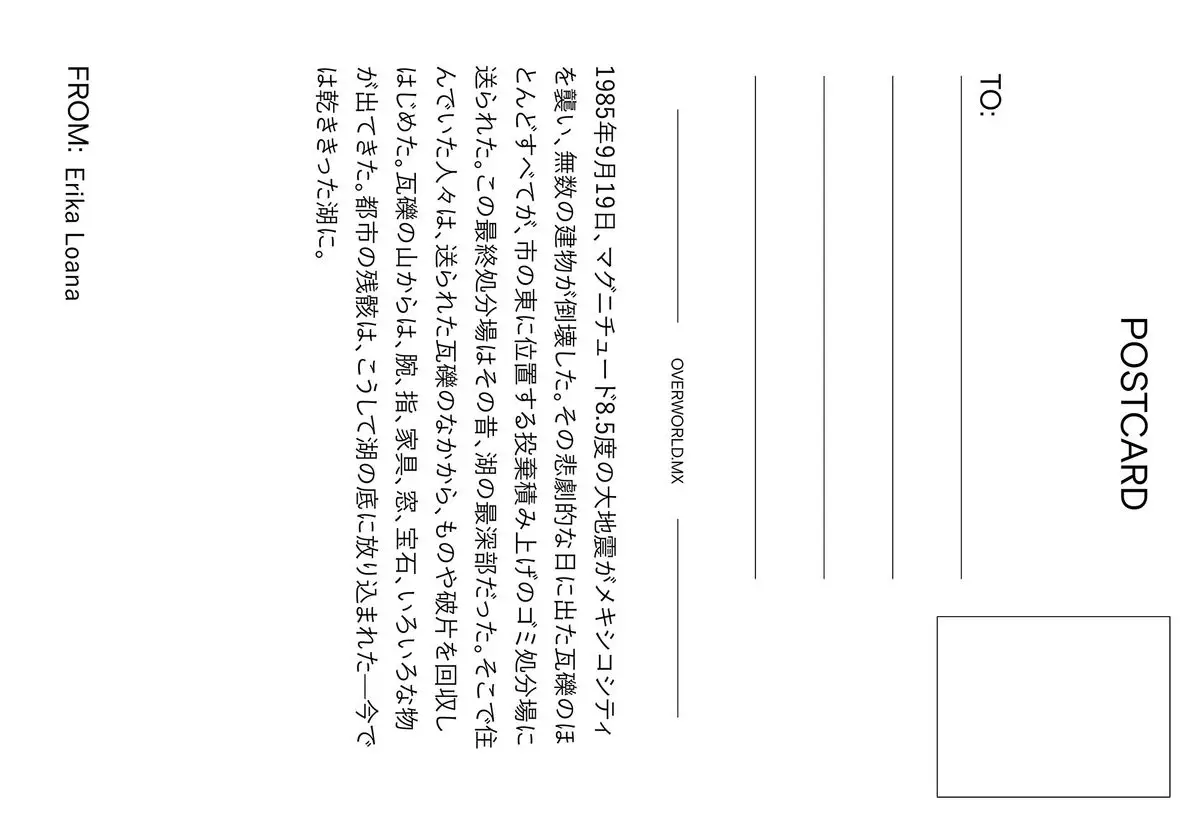 POSTCARD
TO:
OVERWORLD.MX
1985年9月19日、マグニチュード8.5度の大地震がメキシコシティ
を襲い、無数の建物が倒壊した。その悲劇的な日に出た瓦礫のほ
とんどすべてが、市の東に位置する投棄積み上げのゴミ処分場に
送られた。この最終処分場はその昔、湖の最深部だった。そこで住
んでいた人々は、送られた瓦礫のなかから、ものや破片を回収し
はじめた。瓦礫の山からは、腕、指、家具、窓、宝石、いろいろな物
が出てきた。都市の残骸は、こうして湖の底に放り込まれた—今で
は乾ききった湖に。
FROM: Erika Loana